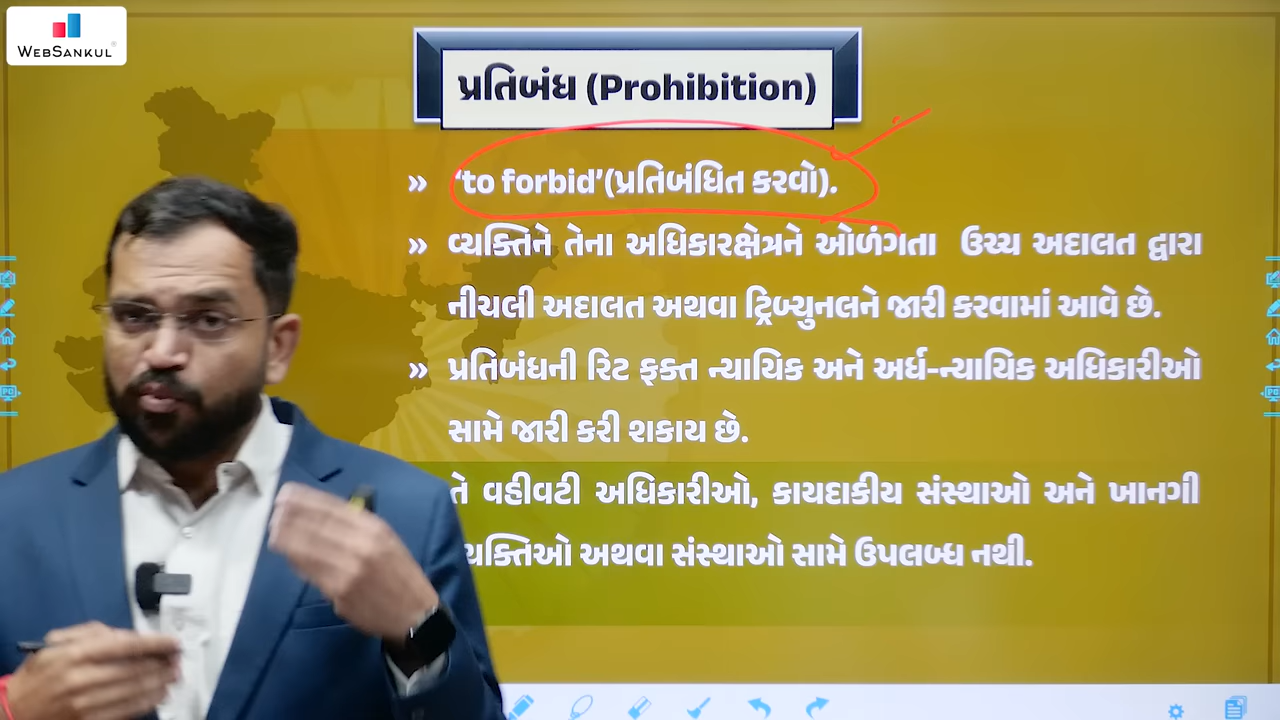 WEBSANKUL
પ્રતિબંધ (Prohibition)
» 'to forbid'(પ્રતિબંધિત કરવો).
» વ્યક્તિને તેના અધિકારક્ષેત્રને ઓળંગતા ઉચ્ચ અદાલત દ્વારા
નીચલી અદાલત અથવા ટ્રિબ્યુનલને જારી કરવામાં આવે છે.
» પ્રતિબંધની રિટ ફક્ત ન્યાયિક અને અર્ધ-ન્યાયિક અધિકારીઓ
સામે જારી કરી શકાય છે.
તે વહીવટી અધિકારીઓ, કાયદાકીય સંસ્થાઓ અને ખાનગી
અથવા સંસ્થાઓ સામે ઉપલબ્ધ નથી.